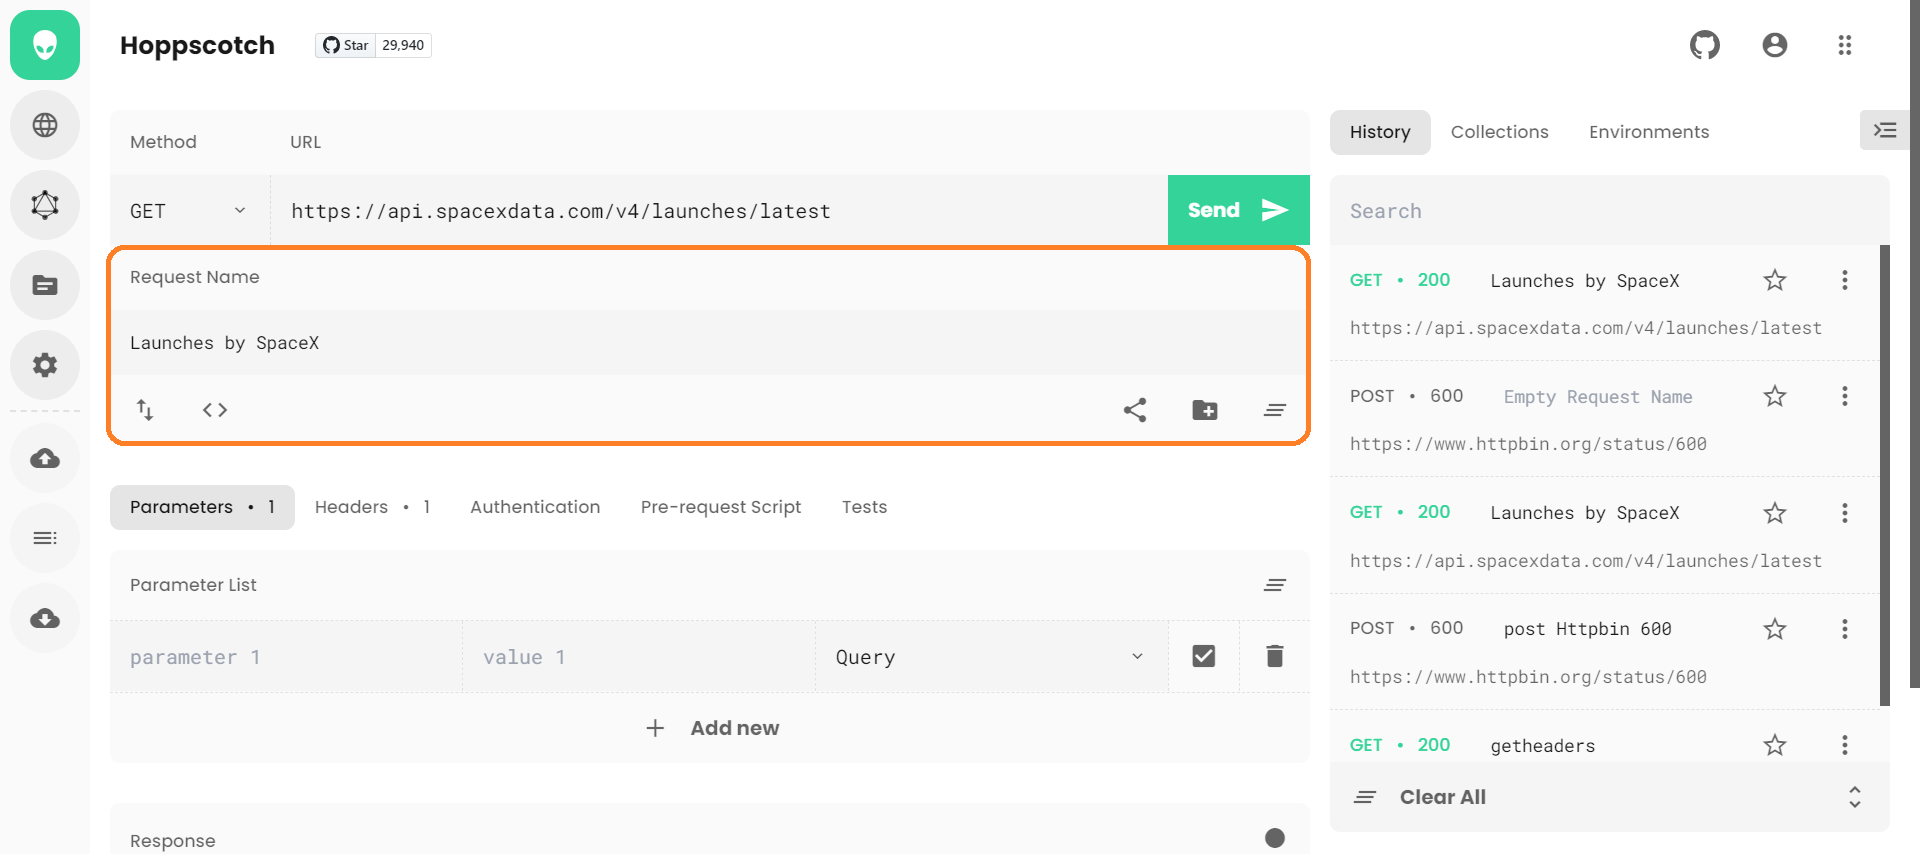 Hoppscotch
Star 29,940
Method URL
GET https://api.spacexdata.com/v4/launches/latest Send
Request Name
Launches by SpaceX
Parameters • 1 Headers • 1 Authentication Pre-request Script Tests
Parameter List
parameter 1 value 1 Query
Add new
Response
History Collections Environments
Search
GET • 200 Launches by SpaceX
https://api.spacexdata.com/v4/launches/latest
POST • 600 Empty Request Name
https://www.httpbin.org/status/600
GET • 200 Launches by SpaceX
https://api.spacexdata.com/v4/launches/latest
POST • 600 post Httpbin 600
https://www.httpbin.org/status/600
GET • 200 getheaders
Clear All